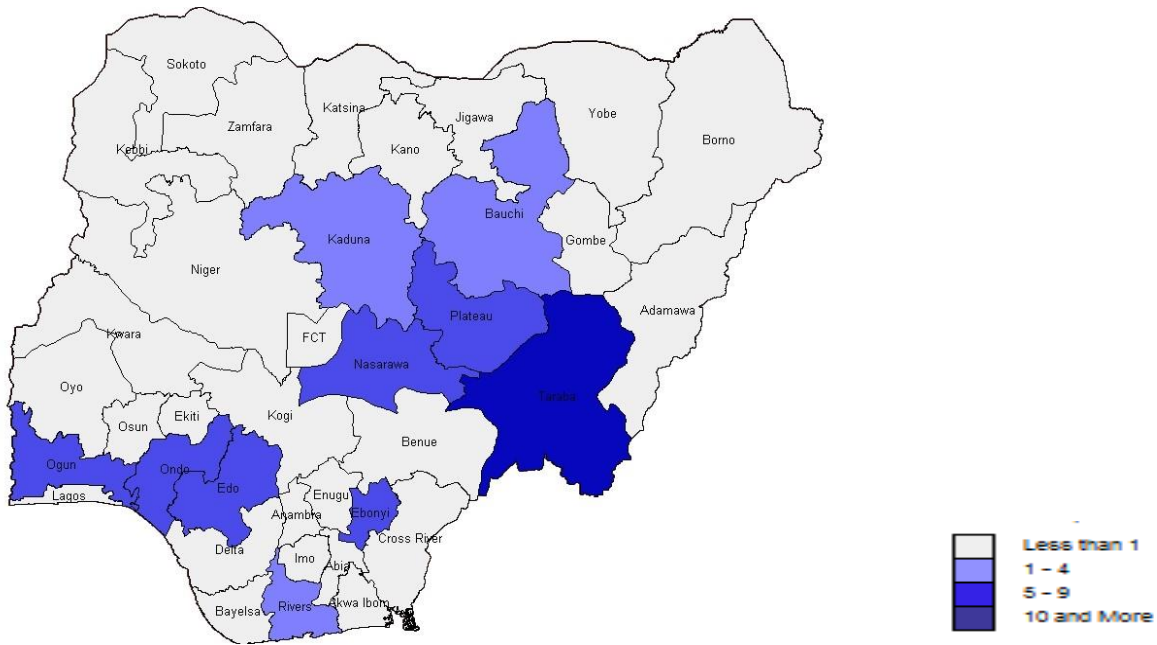 Sokoto
Katsina
Jigawa
Yobe
Borno
Zamfara
Kebbi
Kano
Bauchi
Kaduna
Gombe
Niger
Adamawa
Plateau
FCT
Kwara
Nasarawa
Oyo
Taraba
Kogi
Ekiti
Osun
Benue
Ogun
Ondo
Edo
Lagos
Enugu
Anambra
Ebonyi
Cross River
Delta
Imo
Abia
Bayelsa
Rivers
Akwa Ibom
Less than 1
1 - 4
5 - 9
10 and More